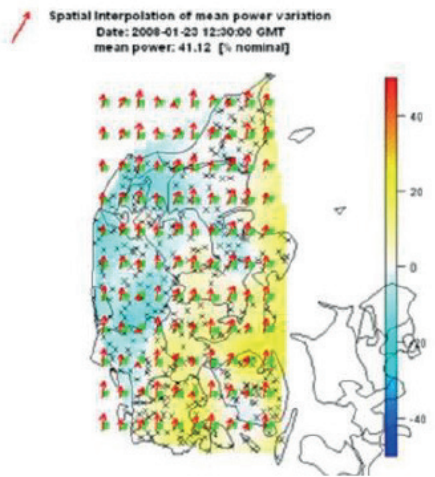 Spatial Interpolation of mean power variation
Date: 2008-01-23 12:30:00 GMT
mean power: 41.12 [% nominal]
40
20
0
-20
-40